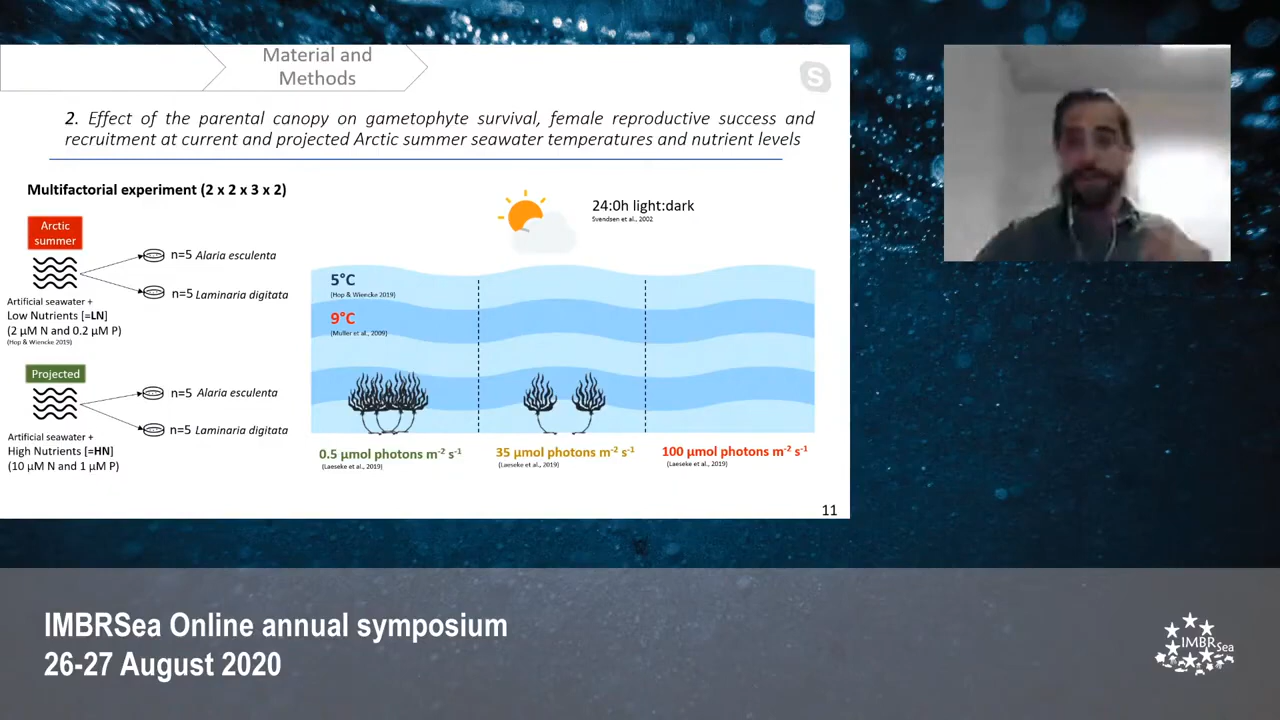 Material and
Methods
2. Effect of the parental canopy on gametophyte survival, female reproductive success and
recruitment at current and projected Arctic summer seawater temperatures and nutrient levels
Multifactorial experiment (2 x 2 x 3 x 2)
Arctic
summer
n=5 Alaria esculenta
n=5 Laminaria digitata
Artificial seawater +
Low Nutrients [=LN]
(2 µM N and 0.2 µM P)
(Hop & Wiencke 2019)
Projected
n=5 Alaria esculenta
n=5 Laminaria digitata
Artificial seawater +
High Nutrients [=HN]
(10 µM N and 1 µM P)
24:0h light:dark
Svendsen et al., 2002
5°C
(Hop & Wiencke 2019)
9°C
(Muller et al., 2009)
0.5 µmol photons m⁻² s⁻¹
(Laeseke et al., 2019)
35 µmol photons m⁻² s⁻¹
(Laeseke et al., 2019)
100 µmol photons m⁻² s⁻¹
(Laeseke et al., 2019)
11
S
IMBRSea Online annual symposium
26-27 August 2020
IMBRSea